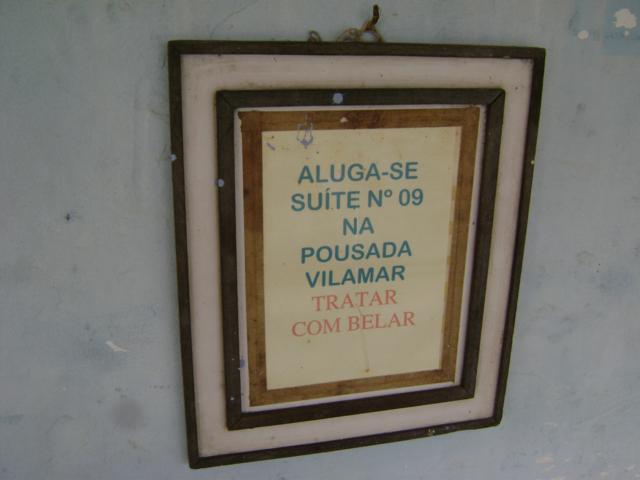 ALUGA-SE
SUÍTE Nº 09
NA
POUSADA
VILAMAR
TRATAR
COM BELAR